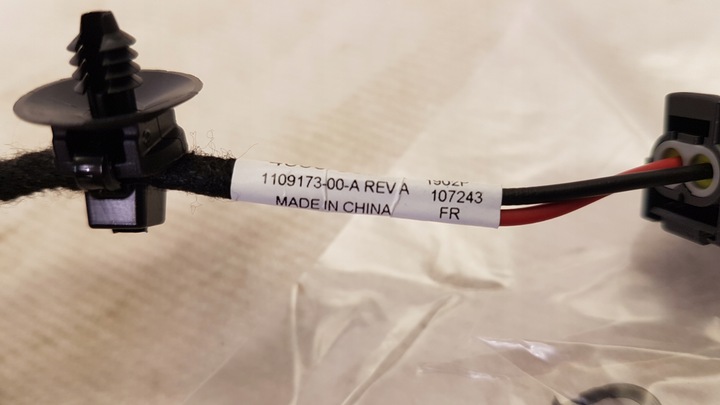 1109173-00-A REV A
MADE IN CHINA
107243
FR